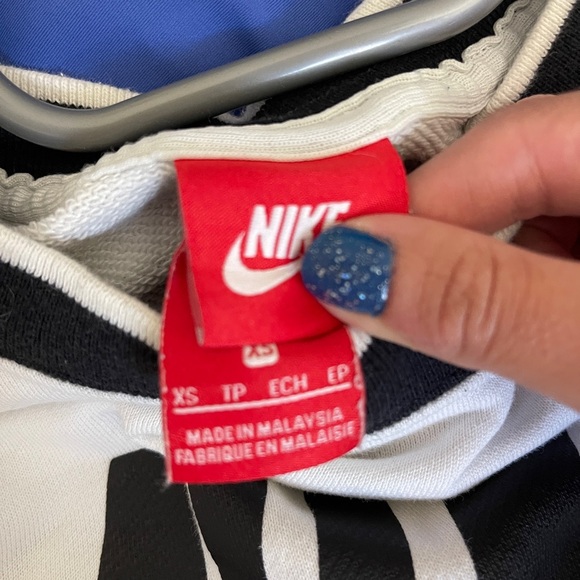 NIKE
XS
XS TP ECH EP
MADE IN MALAYSIA
FABRIQUE EN MALAISIE